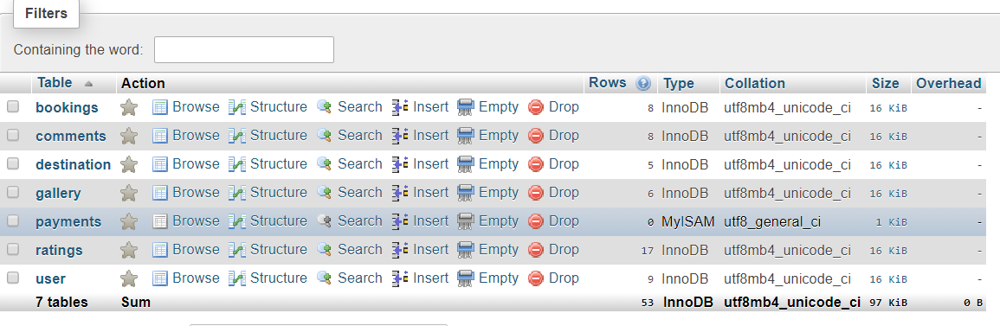 Filters
Containing the word:
Table Action Rows Type Collation Size Overhead
bookings Browse Structure Search Insert Empty Drop 8 InnoDB utf8mb4_unicode_ci 16 KiB -
comments Browse Structure Search Insert Empty Drop 8 InnoDB utf8mb4_unicode_ci 16 KiB -
destination Browse Structure Search Insert Empty Drop 5 InnoDB utf8mb4_unicode_ci 16 KiB -
gallery Browse Structure Search Insert Empty Drop 6 InnoDB utf8mb4_unicode_ci 16 KiB -
payments Browse Structure Search Insert Empty Drop 0 MyISAM utf8_general_ci 1 KiB -
ratings Browse Structure Search Insert Empty Drop 17 InnoDB utf8mb4_unicode_ci 16 KiB -
user Browse Structure Search Insert Empty Drop 9 InnoDB utf8mb4_unicode_ci 16 KiB -
7 tables Sum 53 InnoDB utf8mb4_unicode_ci 97 KiB 0 B